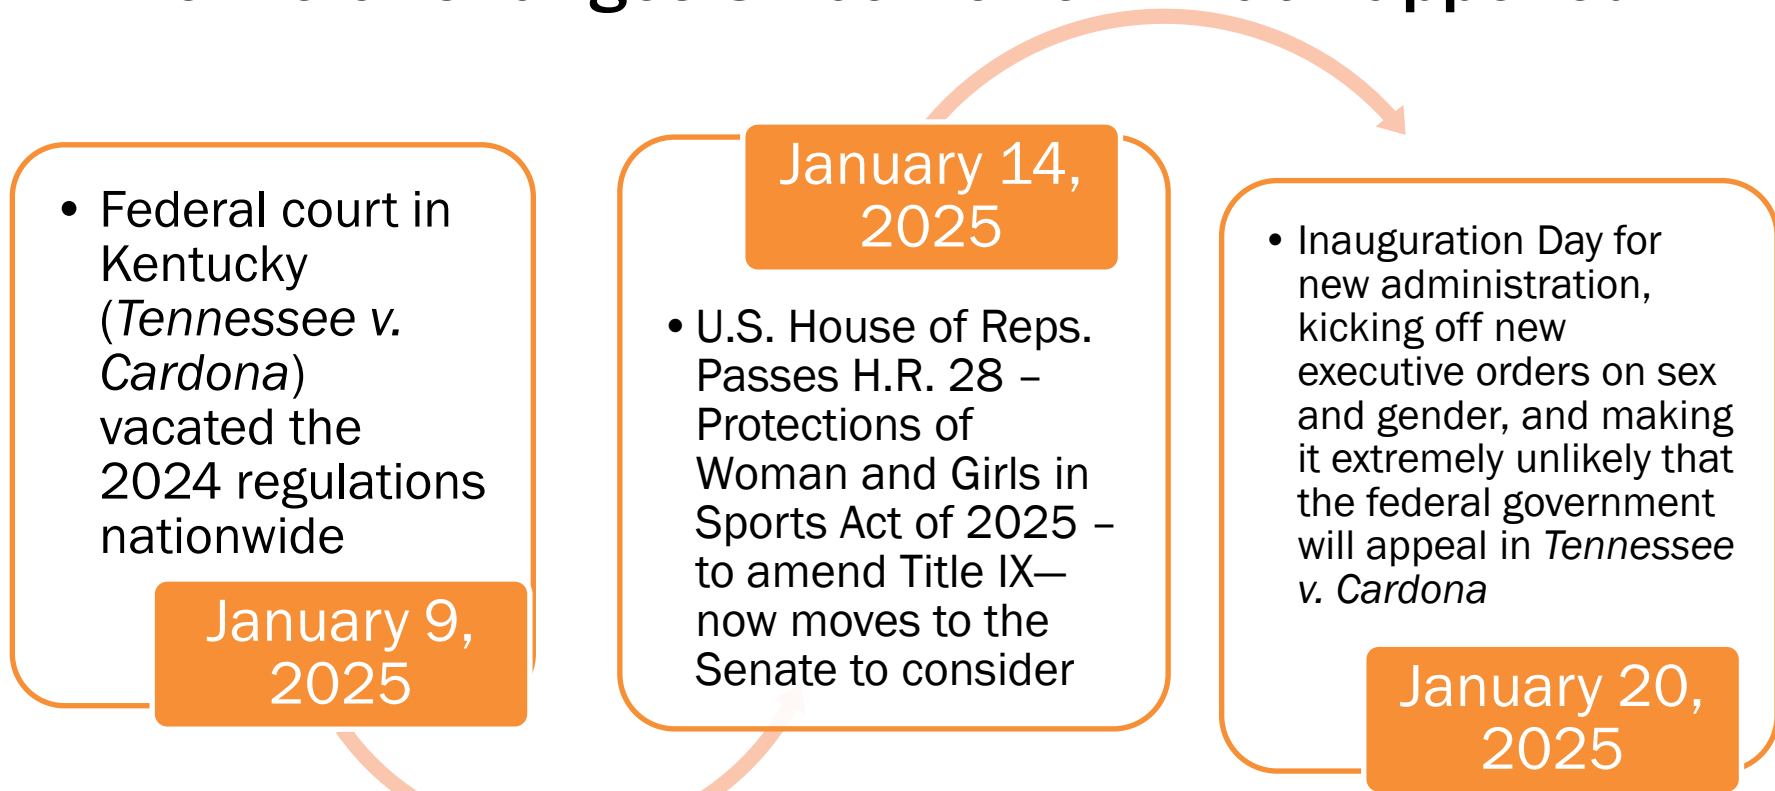 • Federal court in
Kentucky
(Tennessee v.
Cardona)
vacated the
2024 regulations
nationwide
January 9,
2025
January 14,
2025
• U.S. House of Reps.
Passes H.R. 28 –
Protections of
Woman and Girls in
Sports Act of 2025 –
to amend Title IX—
now moves to the
Senate to consider
• Inauguration Day for
new administration,
kicking off new
executive orders on sex
and gender, and making
it extremely unlikely that
the federal government
will appeal in Tennessee
v. Cardona
January 20,
2025